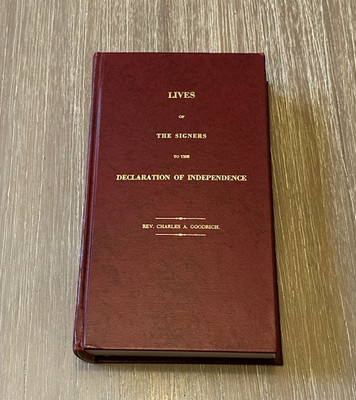 LIVES
OF
THE SIGNERS
TO THE
DECLARATION OF INDEPENDENCE
REV. CHARLES A. GOODRICH.